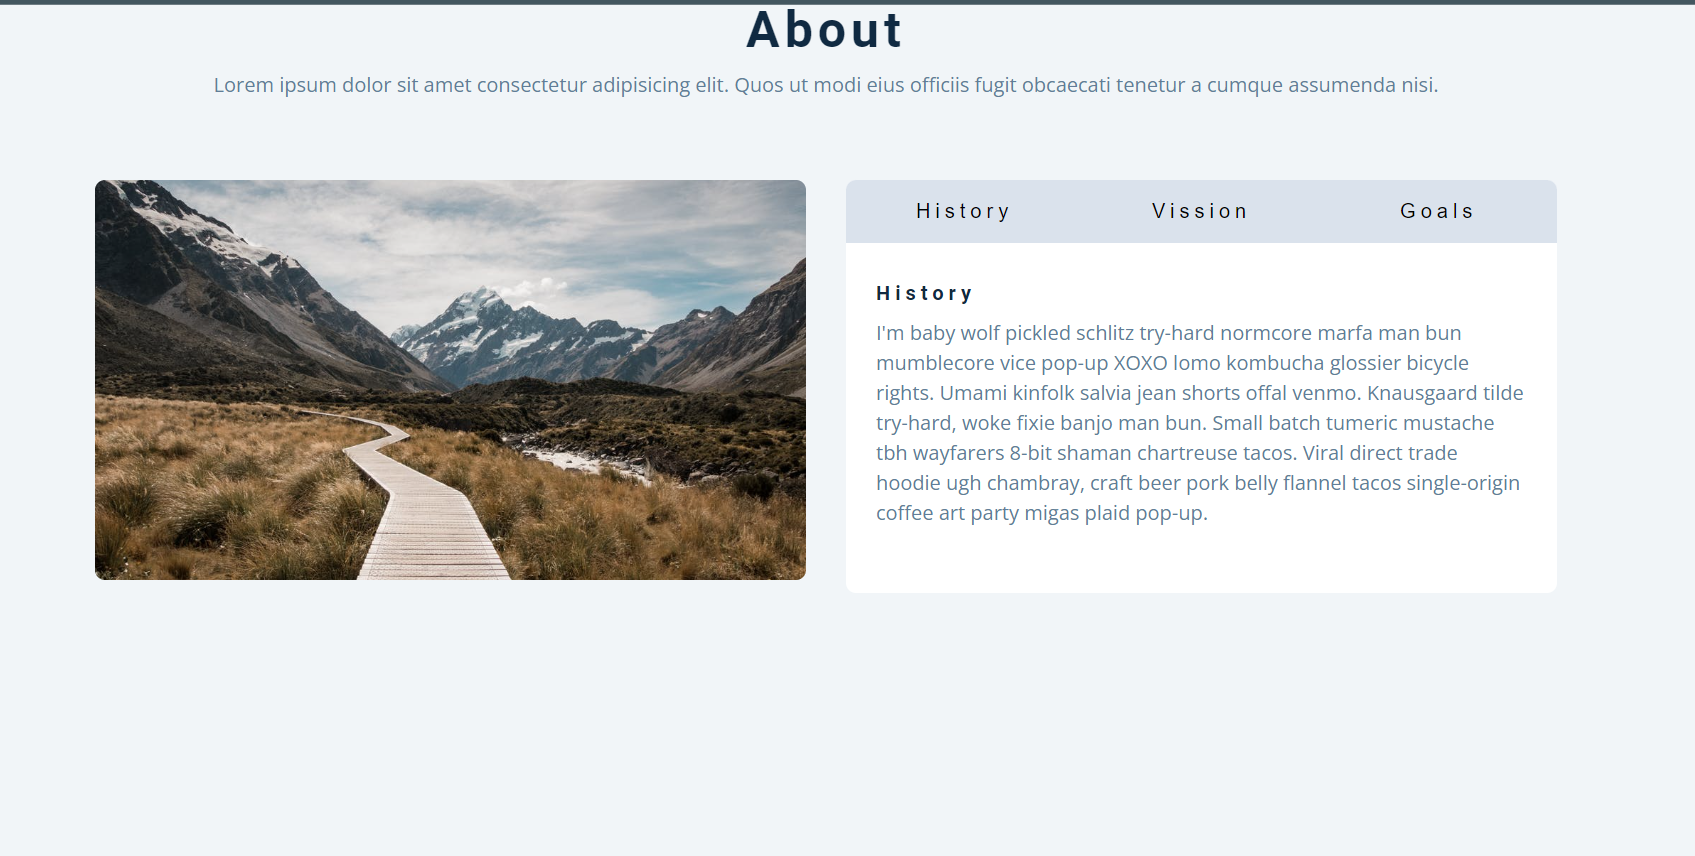 About
Lorem ipsum dolor sit amet consectetur adipisicing elit. Quos ut modi eius officiis fugit obcaecati tenetur a cumque assumenda nisi.
History Vission Goals
History
I'm baby wolf pickled schlitz try-hard normcore marfa man bun
mumblecore vice pop-up XOXO lomo kombucha glossier bicycle
rights. Umami kinfolk salvia jean shorts offal venmo. Knausgaard tilde
try-hard, woke fixie banjo man bun. Small batch tumeric mustache
tbh wayfarers 8-bit shaman chartreuse tacos. Viral direct trade
hoodie ugh chambray, craft beer pork belly flannel tacos single-origin
coffee art party migas plaid pop-up.